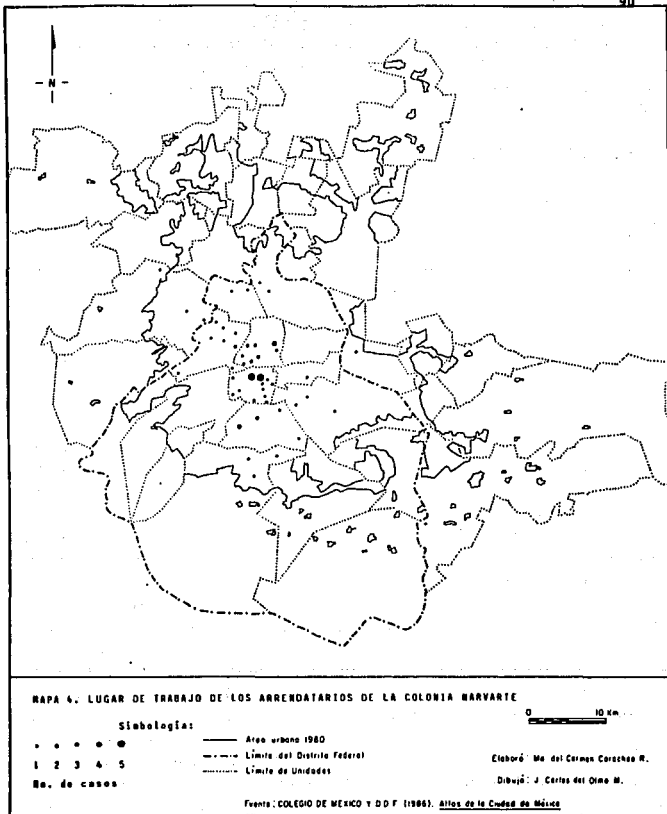 90
- N -
MAPA 4. LUGAR DE TRABAJO DE LOS ARRENDATARIOS DE LA COLONIA NARVARTE
Simbología:
1 2 3 4 5
No. de casos
Area urbana 1980
Límite del Distrito Federal
Límite de Unidades
0 10 Km
Elaboró: Ma del Carmen R.
Dibujó: J. Carlos del Olmo M.
Fuente: COLEGIO DE MEXICO Y D D F (1986). Atlas de la Ciudad de México